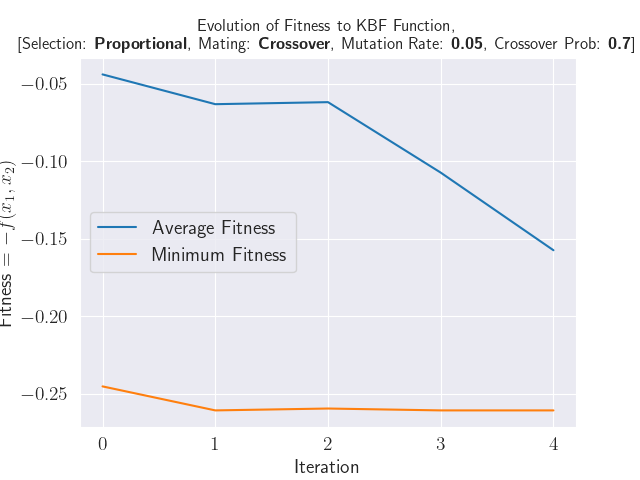 Evolution of Fitness to KBF Function,
[Selection: Proportional, Mating: Crossover, Mutation Rate: 0.05, Crossover Prob: 0.7]
−0.05
−0.10
−0.15
−0.20
−0.25
Fitness = −f(x₁, x₂)
Average Fitness
Minimum Fitness
0 1 2 3 4
Iteration